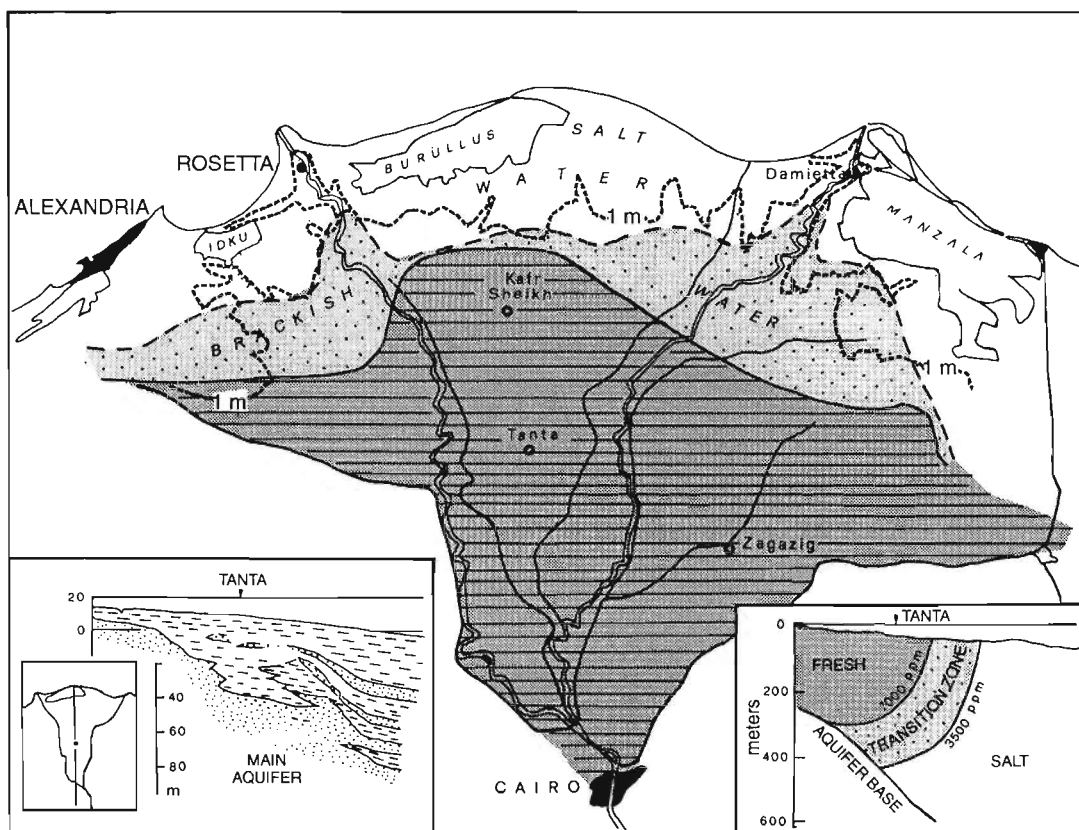 SALT
BURÜLLUS
ROSETTA
WATER
Damietta
ALEXANDRIA
1 m
IDKU
MANZALA
Kafr
Sheikh
BRACKISH
WATER
1 m
Tanta
Zagazig
CAIRO
TANTA
20
0
40
60
80
m
MAIN
AQUIFER
TANTA
0
FRESH
1000 ppm
TRANSITION ZONE
3500 ppm
200
meters
SALT
400
AQUIFER BASE
600